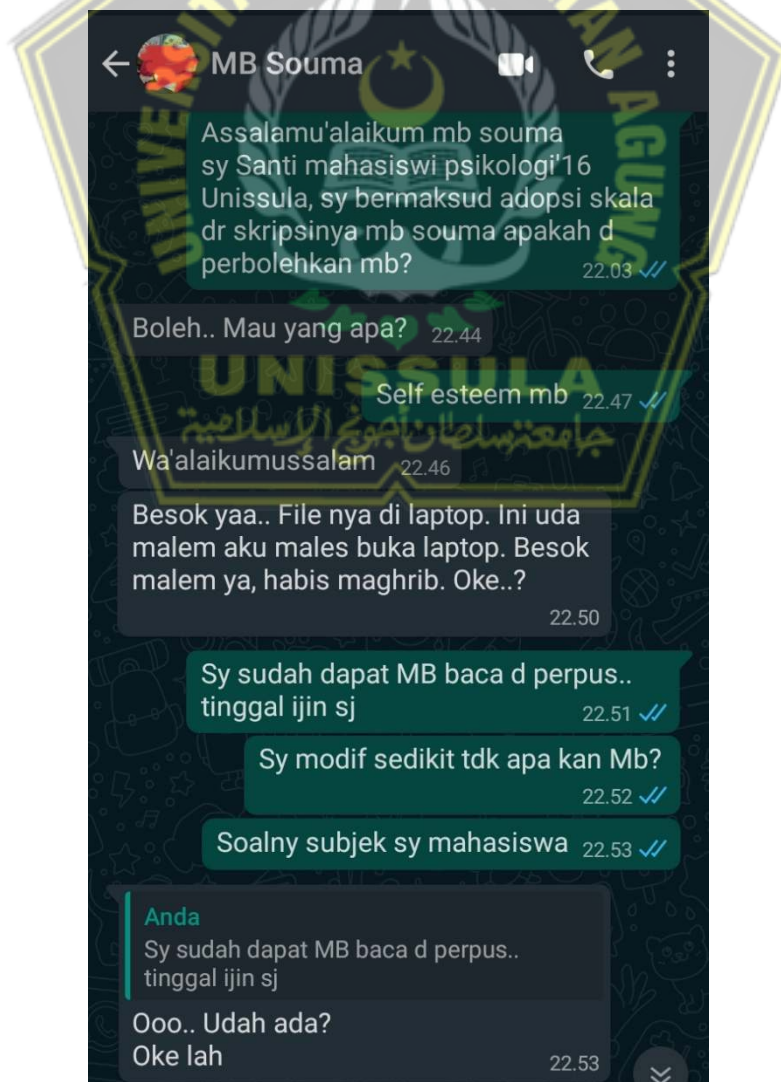 MB Souma
Assalamu'alaikum mb souma
sy Santi mahasiswi psikologi'16
Unissula, sy bermaksud adopsi skala
dr skripsinya mb souma apakah d
perbolehkan mb?
22.03
Boleh.. Mau yang apa? 22.44
UNISSULA
Self esteem mb 22.47
جامعنسلطان أجونج الإسلامية
Wa'alaikumussalam 22.46
Besok yaa.. File nya di laptop. Ini uda
malem aku males buka laptop. Besok
malem ya, habis maghrib. Oke..?
22.50
Sy sudah dapat MB baca d perpus..
tinggal ijin sj
22.51
Sy modif sedikit tdk apa kan Mb?
22.52
Soalny subjek sy mahasiswa 22.53
Anda
Sy sudah dapat MB baca d perpus..
tinggal ijin sj
Ooo.. Udah ada?
Oke lah
22.53